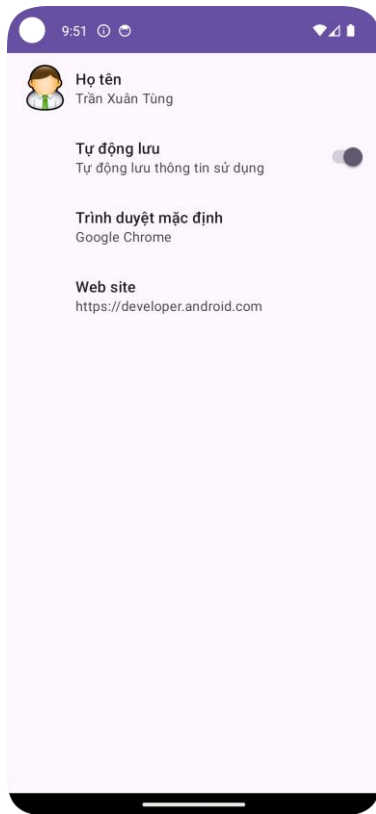 9:51
Họ tên
Trần Xuân Tùng
Tự động lưu
Tự động lưu thông tin sử dụng
Trình duyệt mặc định
Google Chrome
Web site
https://developer.android.com